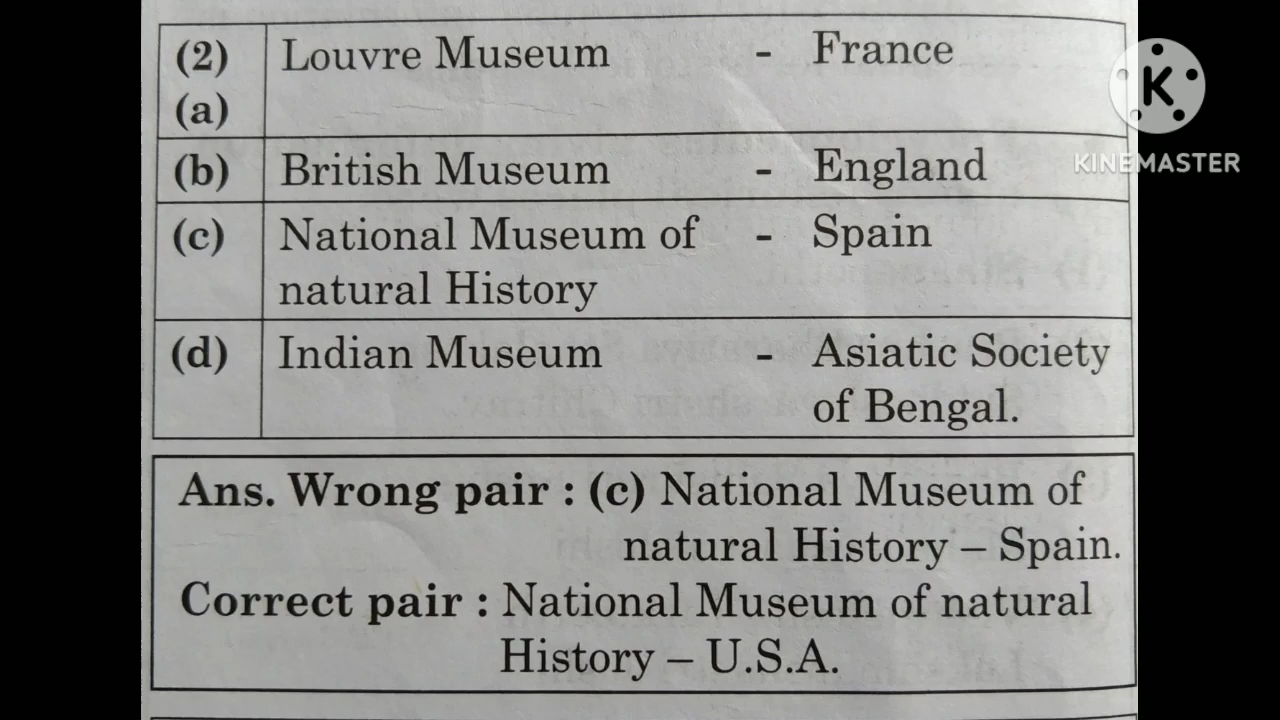 (2) Louvre Museum - France
(a)
(b) British Museum - England
(c) National Museum of - Spain
natural History
(d) Indian Museum - Asiatic Society
of Bengal.
Ans. Wrong pair : (c) National Museum of
natural History – Spain.
Correct pair : National Museum of natural
History – U.S.A.
K
KINEMASTER